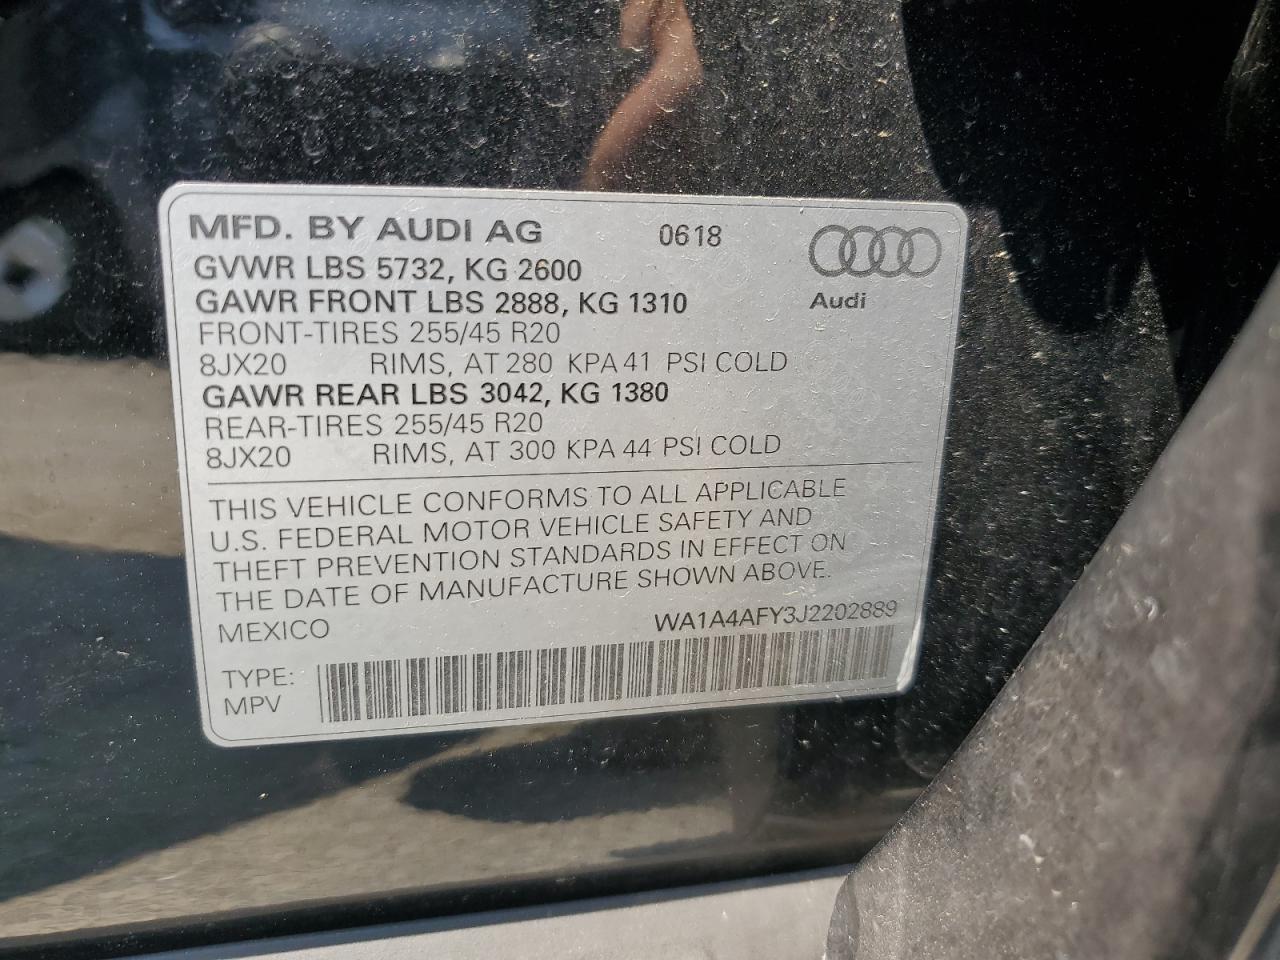 MFD. BY AUDI AG 0618
GVWR LBS 5732, KG 2600
GAWR FRONT LBS 2888, KG 1310
Audi
FRONT-TIRES 255/45 R20
8JX20 RIMS, AT 280 KPA 41 PSI COLD
GAWR REAR LBS 3042, KG 1380
REAR-TIRES 255/45 R20
8JX20 RIMS, AT 300 KPA 44 PSI COLD
THIS VEHICLE CONFORMS TO ALL APPLICABLE
U.S. FEDERAL MOTOR VEHICLE SAFETY AND
THEFT PREVENTION STANDARDS IN EFFECT ON
THE DATE OF MANUFACTURE SHOWN ABOVE.
MEXICO WA1A4AFY3J2202889
TYPE:
MPV